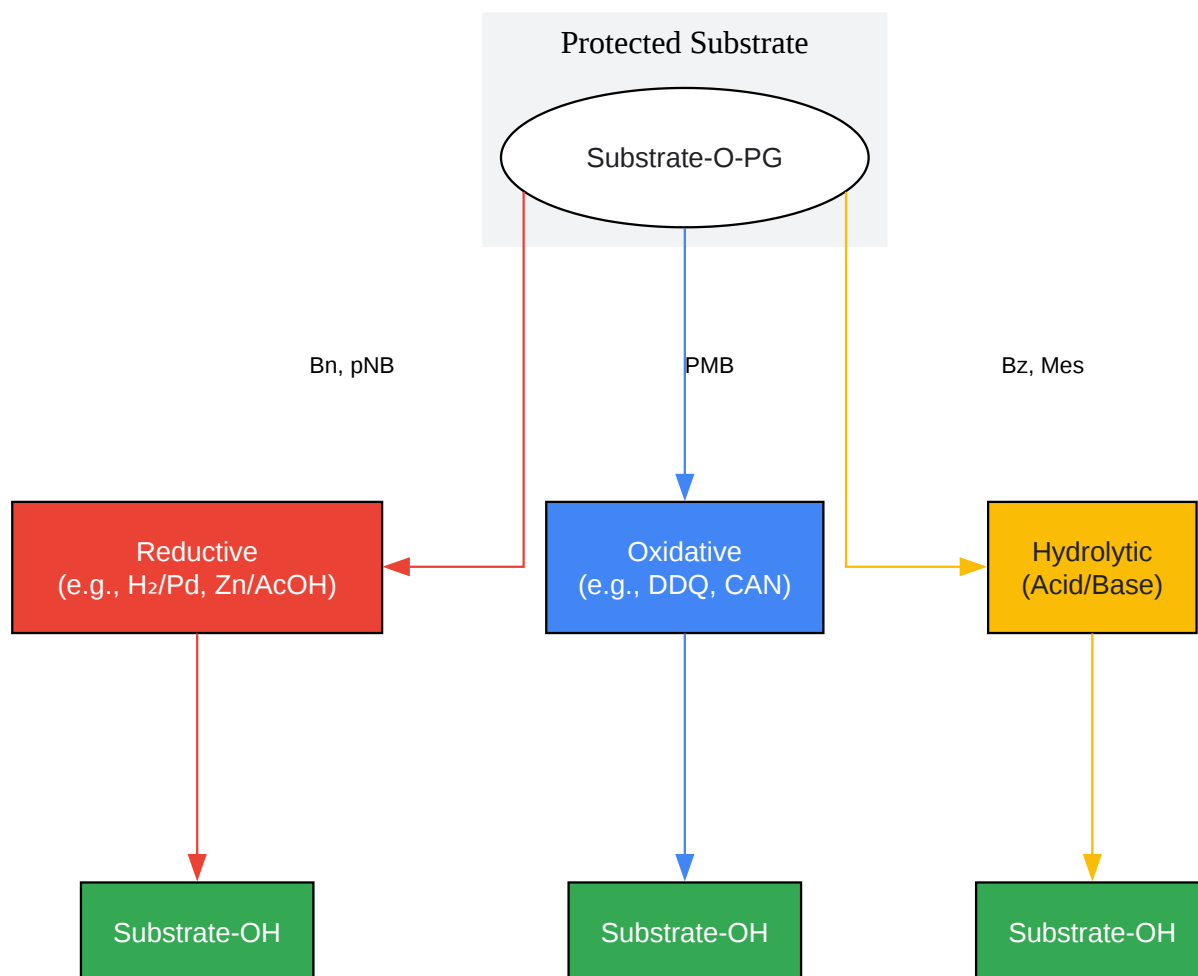 Protected Substrate
Substrate-O-PG
Bn, pNB
PMB
Bz, Mes
Reductive
(e.g., H₂/Pd, Zn/AcOH)
Oxidative
(e.g., DDQ, CAN)
Hydrolytic
(Acid/Base)
Substrate-OH
Substrate-OH
Substrate-OH